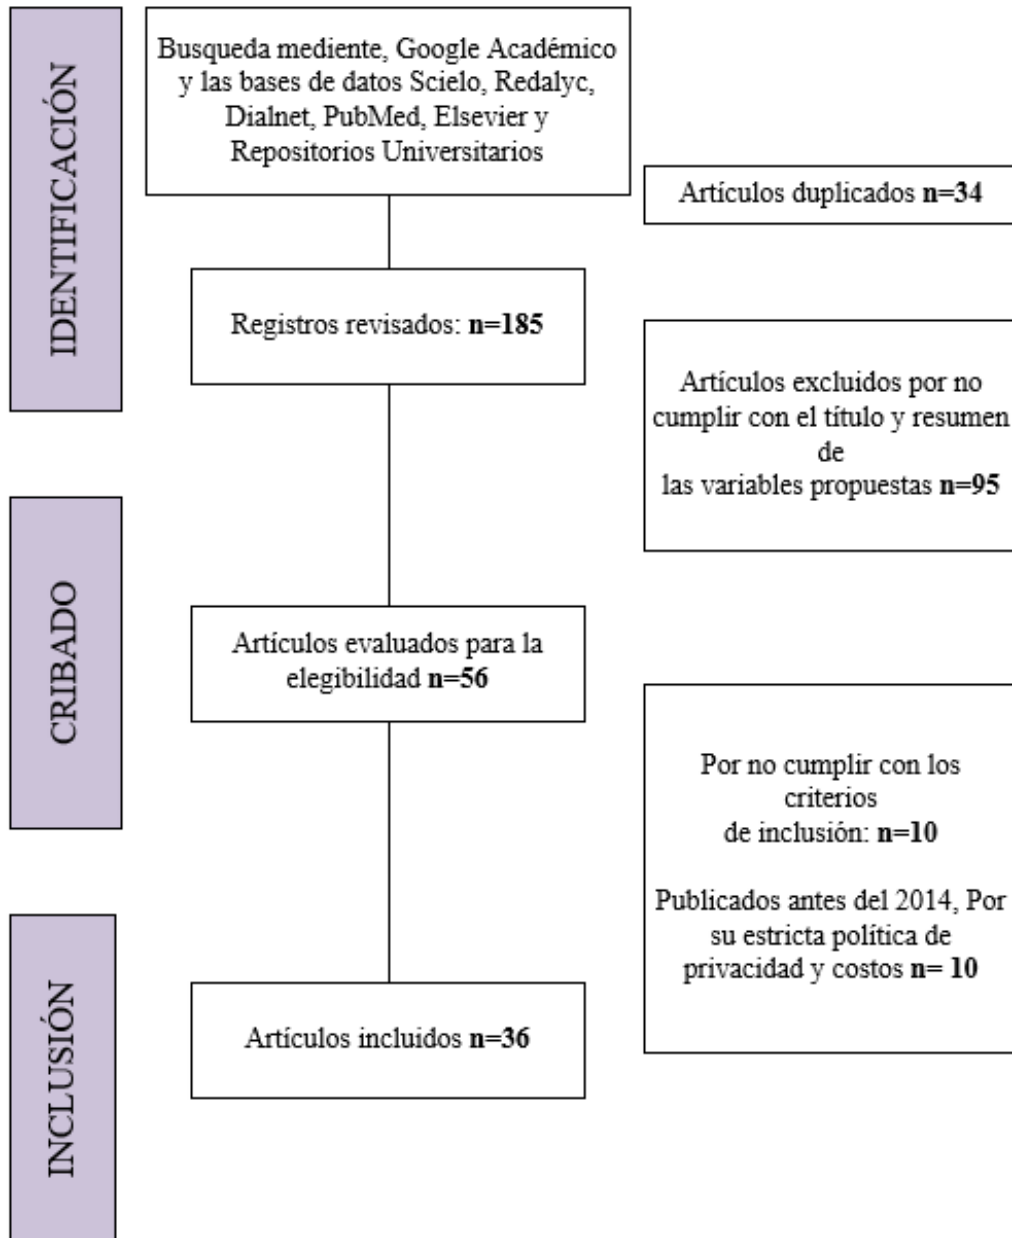 IDENTIFICACIÓN
Busqueda mediente, Google Académico
y las bases de datos Scielo, Redalyc,
Dialnet, PubMed, Elsevier y
Repositorios Universitarios
Artículos duplicados n=34
Registros revisados: n=185
Artículos excluidos por no
cumplir con el título y resumen
de
las variables propuestas n=95
CRIBADO
Artículos evaluados para la
elegibilidad n=56
Por no cumplir con los
criterios
de inclusión: n=10
Publicados antes del 2014, Por
su estricta política de
privacidad y costos n= 10
INCLUSIÓN
Artículos incluidos n=36